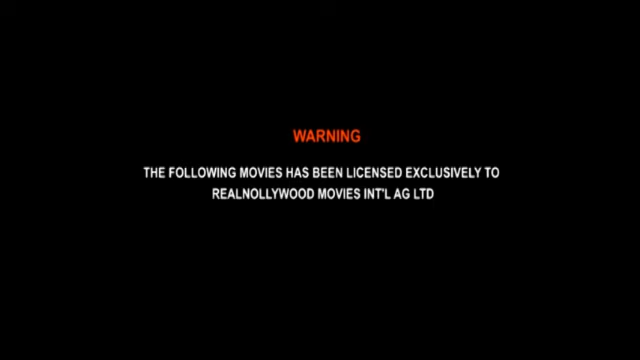 WARNING
THE FOLLOWING MOVIES HAS BEEN LICENSED EXCLUSIVELY TO
REALNOLLYWOOD MOVIES INT'L AG LTD